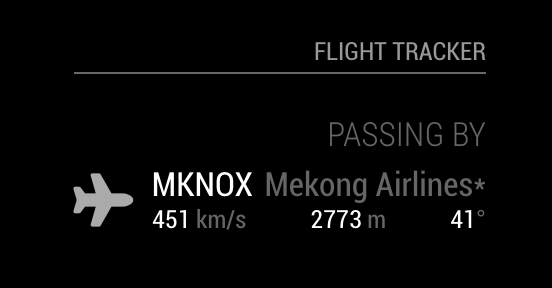 FLIGHT TRACKER
PASSING BY
MKNOX Mekong Airlines*
451 km/s 2773 m 41°